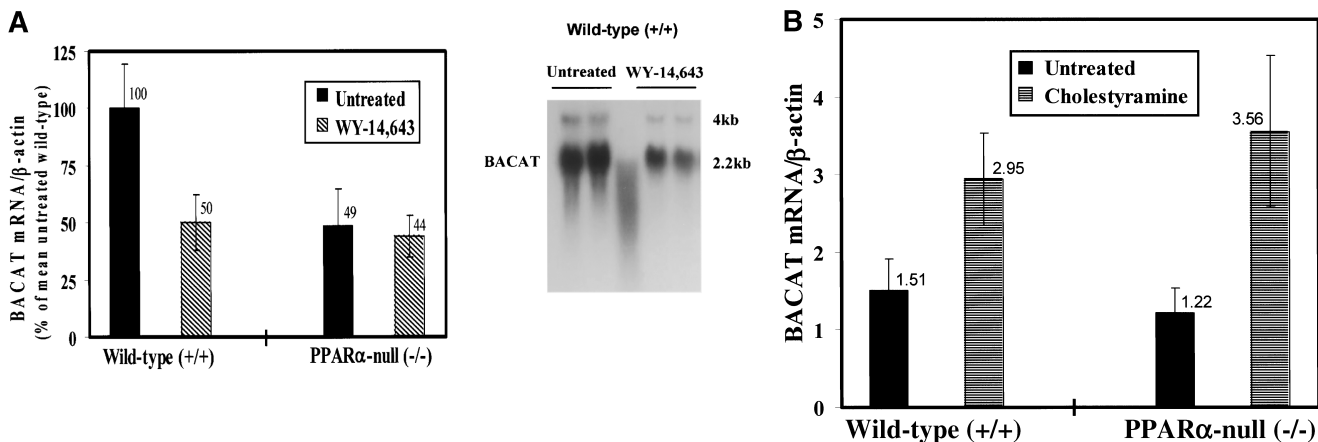 A
BACAT mRNA/β-actin
(% of mean untreated wild-type)
125
100
75
50
25
0
100
50
49
44
Untreated
WY-14,643
Wild-type (+/+)
PPARα-null (-/-)
Wild-type (+/+)
Untreated WY-14,643
BACAT
4kb
2.2kb
B
BACAT mRNA/β-actin
5
4
3
2
1
0
1.51
2.95
1.22
3.56
Untreated
Cholestyramine
Wild-type (+/+)
PPARα-null (-/-)